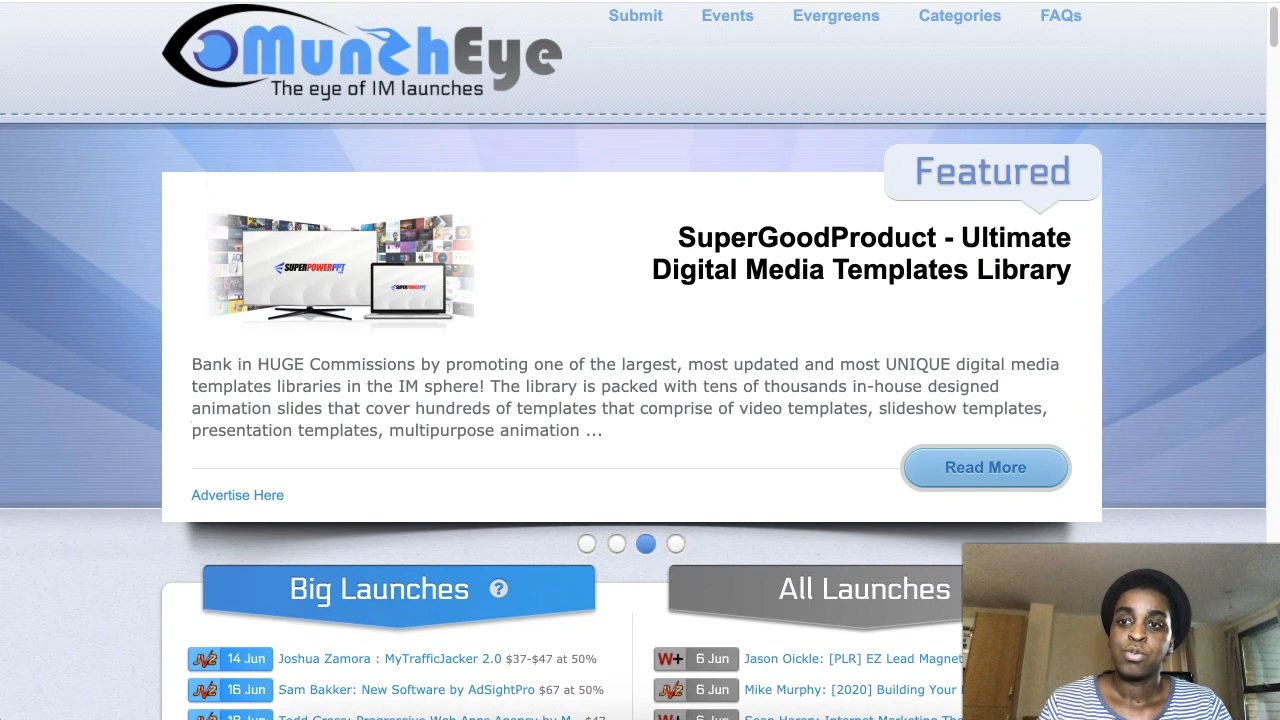 Submit Events Evergreens Categories FAQs
MunchEye
The eye of IM launches
Featured
SuperGoodProduct - Ultimate
Digital Media Templates Library
SUPERPOWERPPT
SUPERPOWERPPT
Bank in HUGE Commissions by promoting one of the largest, most updated and most UNIQUE digital media
templates libraries in the IM sphere! The library is packed with tens of thousands in-house designed
animation slides that cover hundreds of templates that comprise of video templates, slideshow templates,
presentation templates, multipurpose animation ...
Read More
Advertise Here
Big Launches ?
JVZ 14 Jun Joshua Zamora : MyTrafficJacker 2.0 $37-$47 at 50%
JVZ 16 Jun Sam Bakker: New Software by AdSightPro $67 at 50%
All Launches
W+ 6 Jun Jason Oickle: [PLR] EZ Lead Magnet
JVZ 6 Jun Mike Murphy: [2020] Building Your